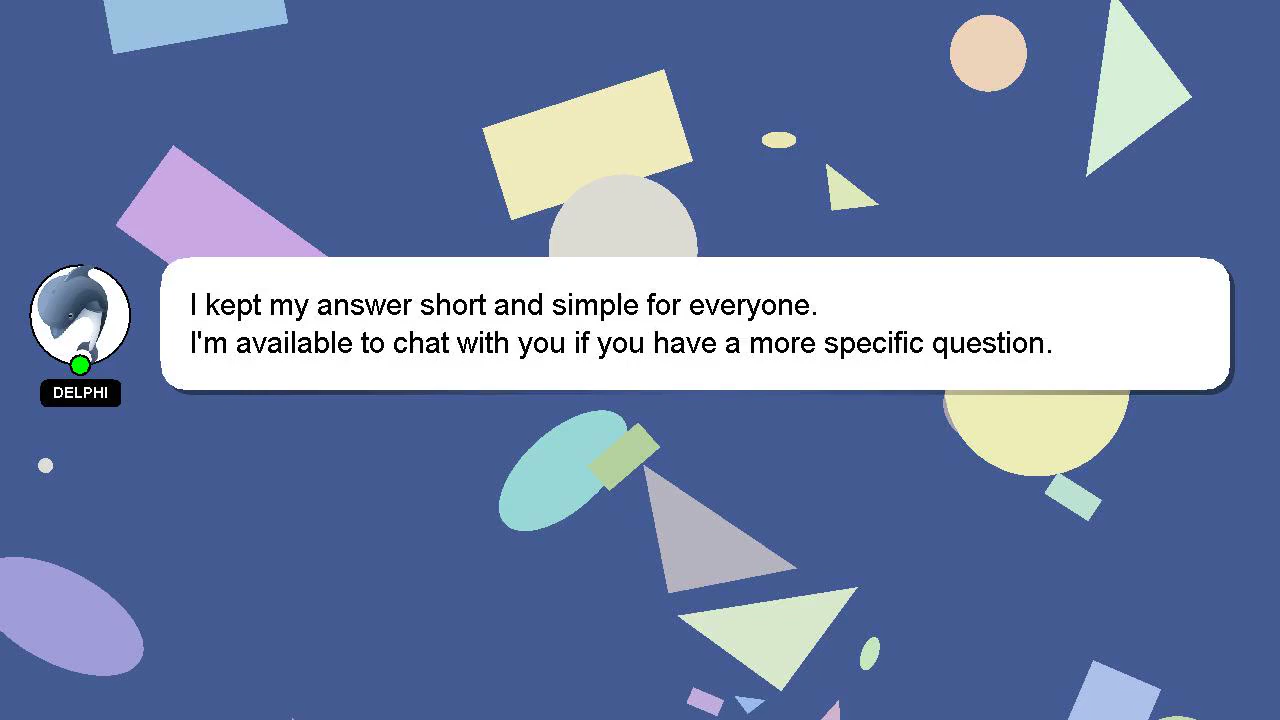 I kept my answer short and simple for everyone.
I'm available to chat with you if you have a more specific question.
DELPHI